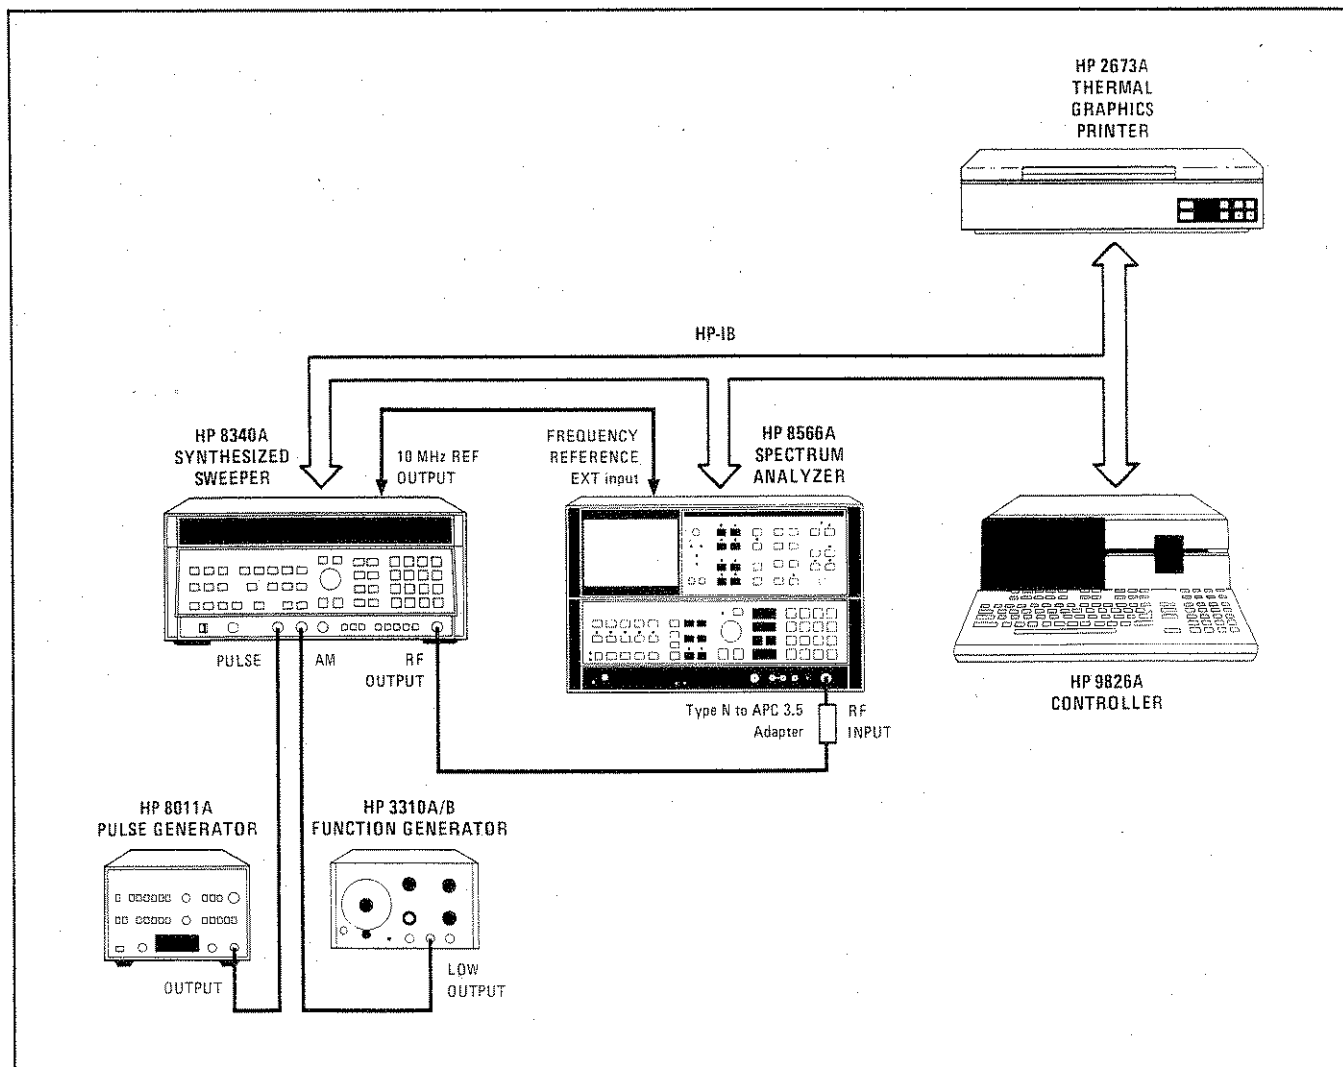 HP 2673A
THERMAL
GRAPHICS
PRINTER
HP-IB
HP 8340A
SYNTHESIZED
SWEEPER
10 MHz REF
OUTPUT
FREQUENCY
REFERENCE
EXT input
HP 8566A
SPECTRUM
ANALYZER
PULSE
AM
RF
OUTPUT
Type N to APC 3.5
Adapter
RF
INPUT
HP 9826A
CONTROLLER
HP 8011A
PULSE GENERATOR
HP 3310A/B
FUNCTION GENERATOR
OUTPUT
LOW
OUTPUT